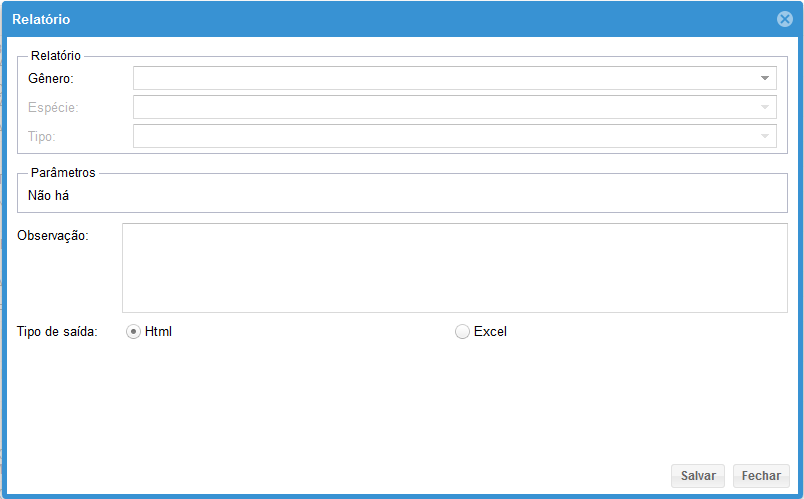 Relatório
Relatório
Gênero:
Espécie:
Tipo:
Parâmetros
Não há
Observação:
Tipo de saída: Html Excel
Salvar Fechar